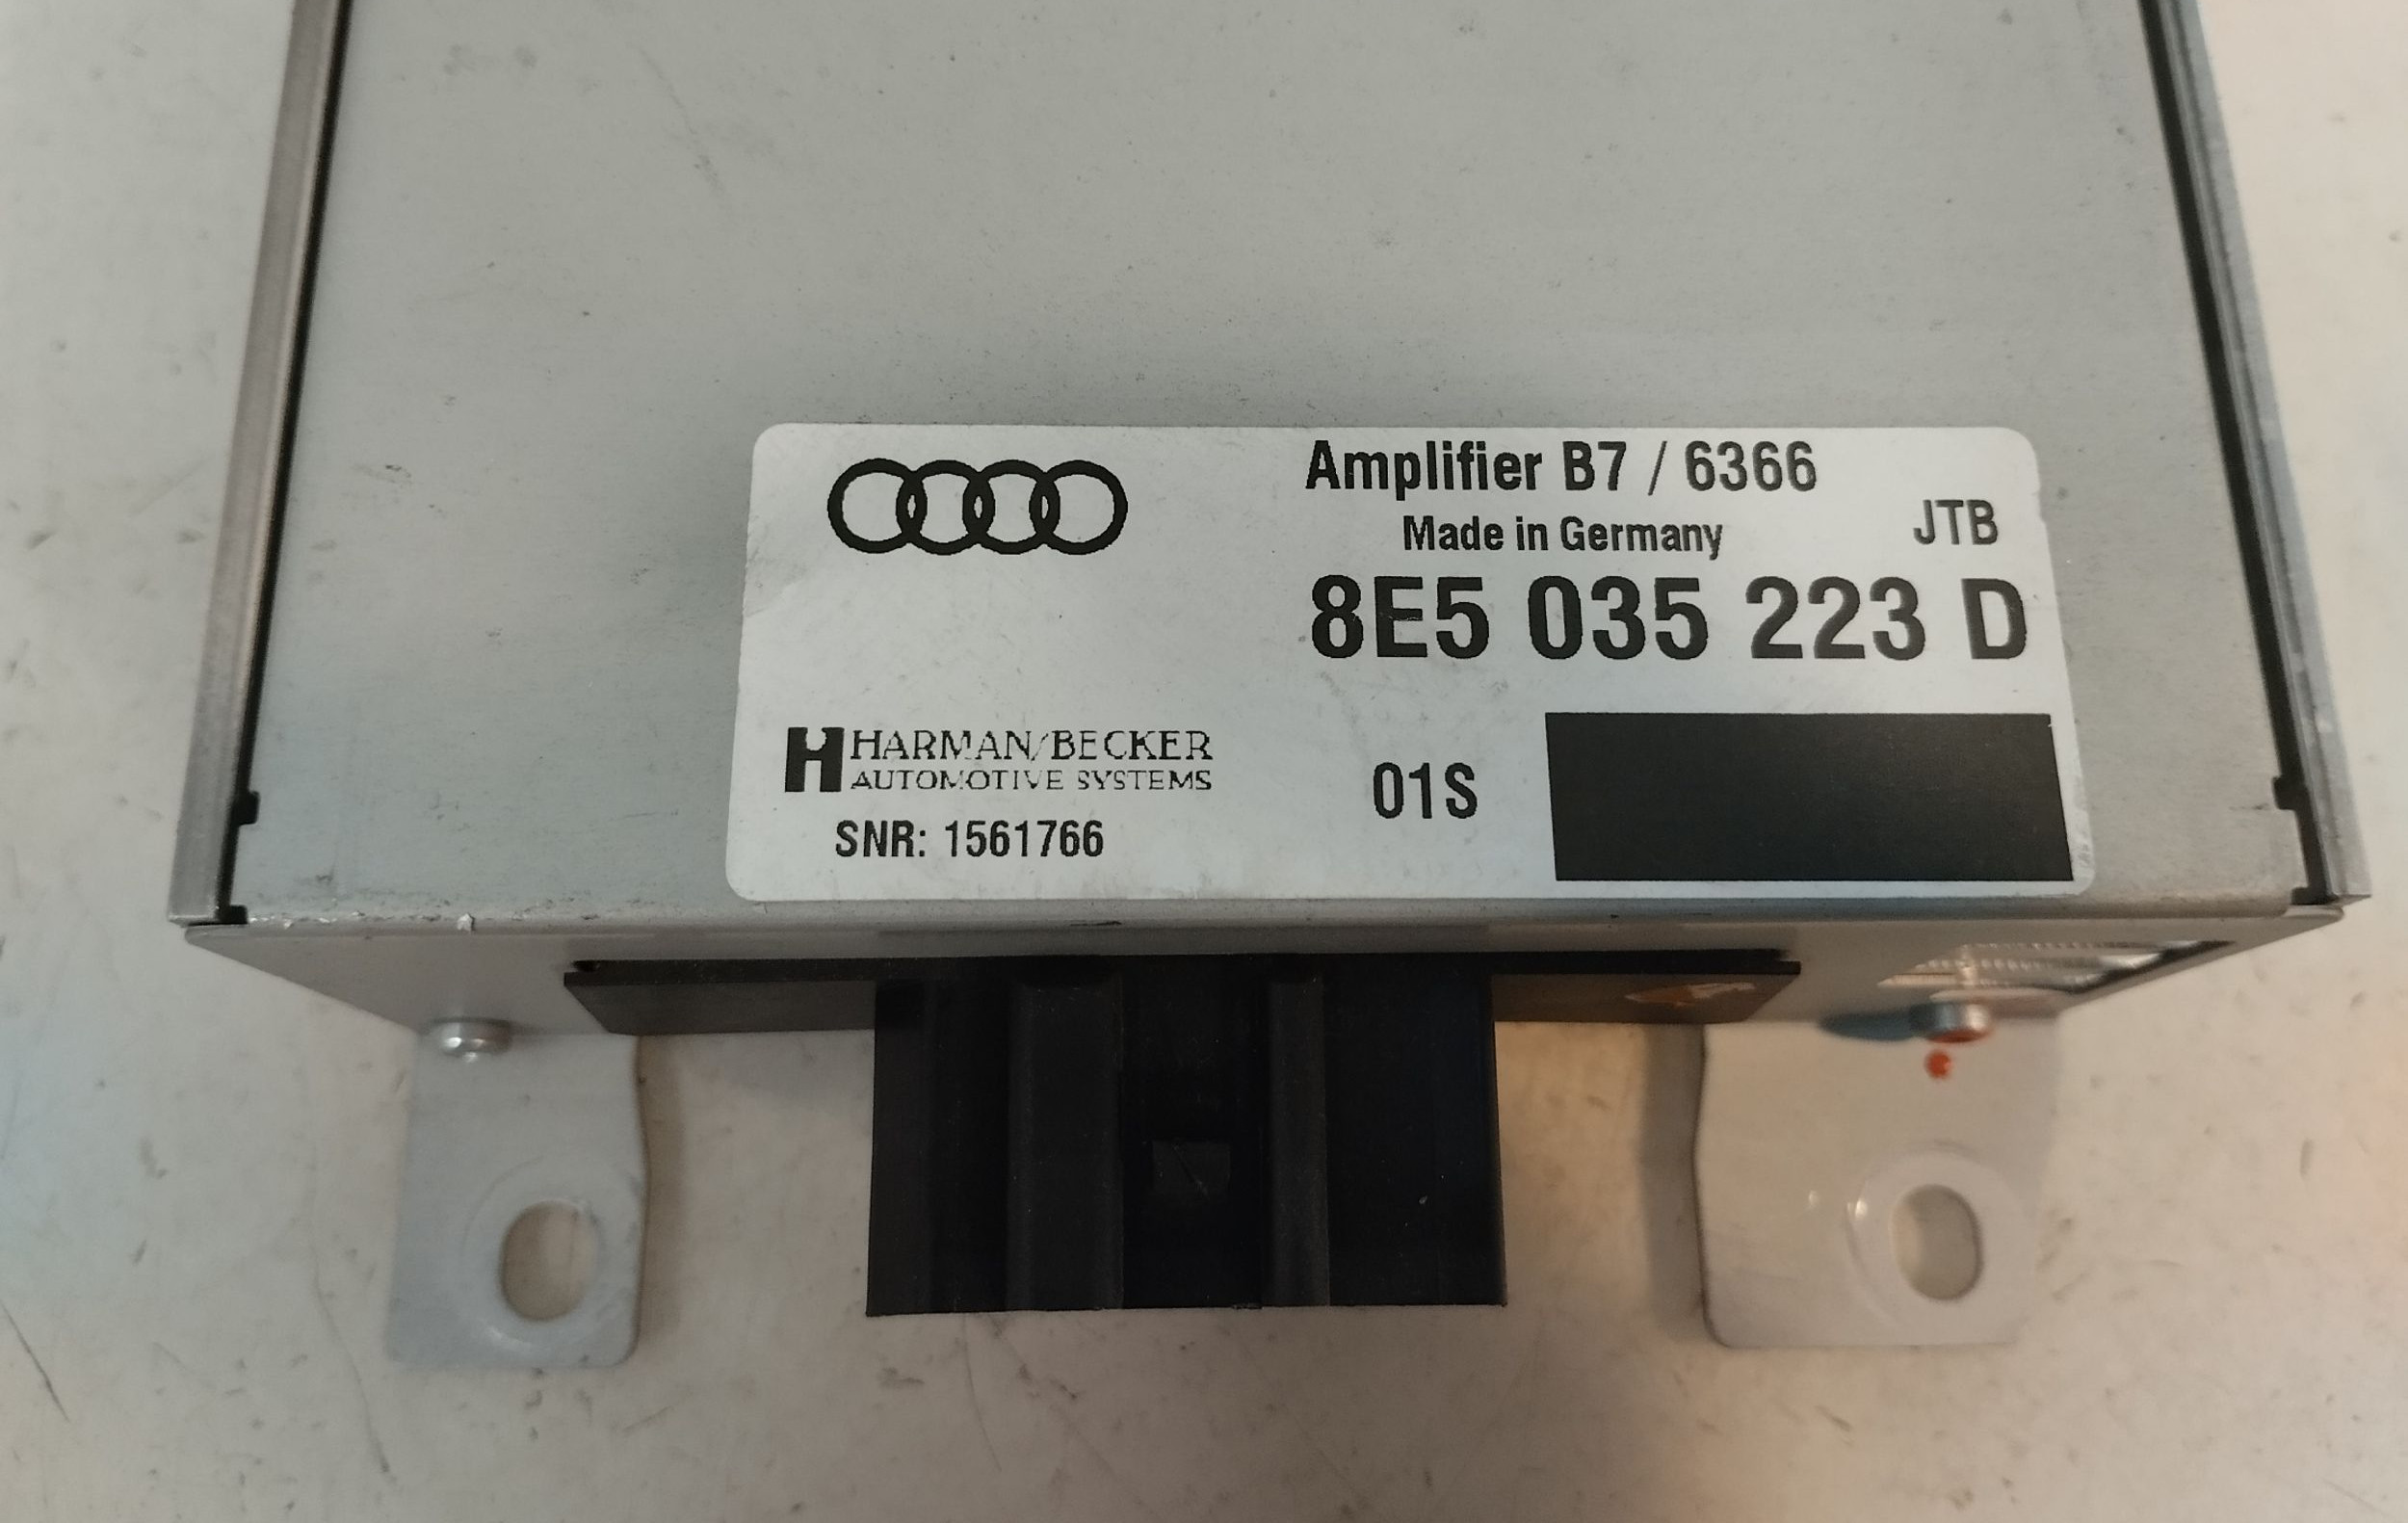 Amplifier B7 / 6366
Made in Germany
JTB
8E5 035 223 D
HARMAN/BECKER
AUTOMOTIVE SYSTEMS
01S
SNR: 1561766